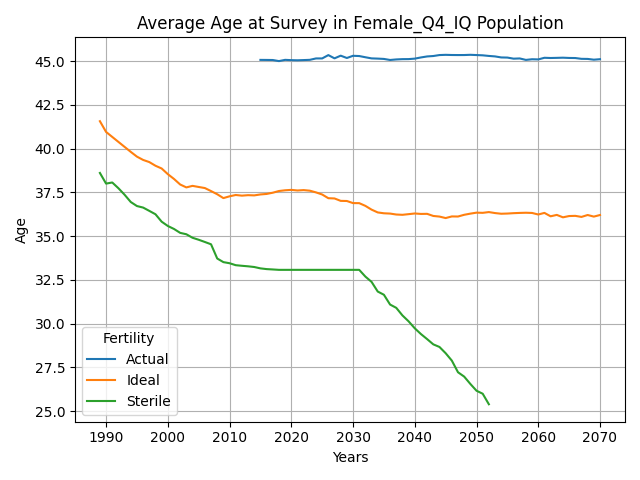 Average Age at Survey in Female_Q4_IQ Population
45.0
42.5
40.0
37.5
35.0
32.5
30.0
27.5
25.0
Age
Fertility
Actual
Ideal
Sterile
1990 2000 2010 2020 2030 2040 2050 2060 2070
Years